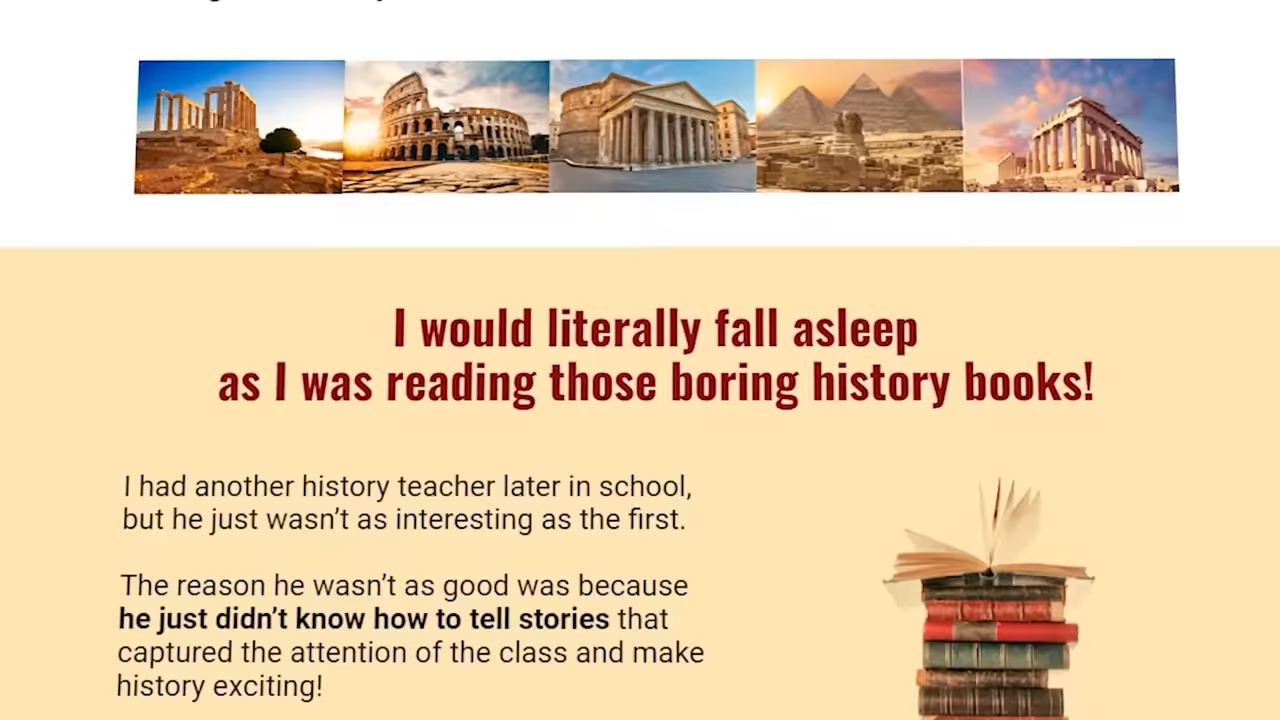 I would literally fall asleep
as I was reading those boring history books!
I had another history teacher later in school,
but he just wasn't as interesting as the first.
The reason he wasn't as good was because
he just didn't know how to tell stories that
captured the attention of the class and make
history exciting!